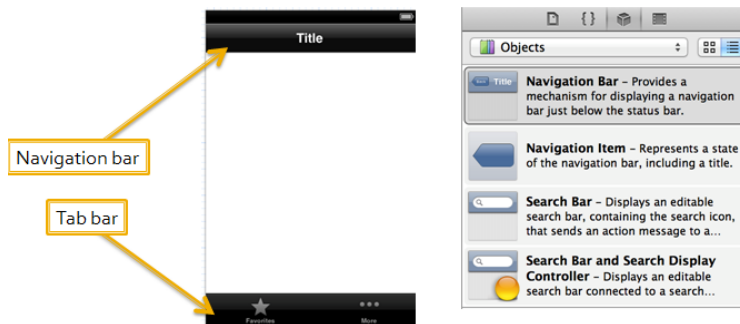 Title
Navigation bar
Tab bar
Favorites
More
{}
Objects
Title
Navigation Bar – Provides a
mechanism for displaying a navigation
bar just below the status bar.
Navigation Item – Represents a state
of the navigation bar, including a title.
Search Bar – Displays an editable
search bar, containing the search icon,
that sends an action message to a...
Search Bar and Search Display
Controller – Displays an editable
search bar connected to a search...